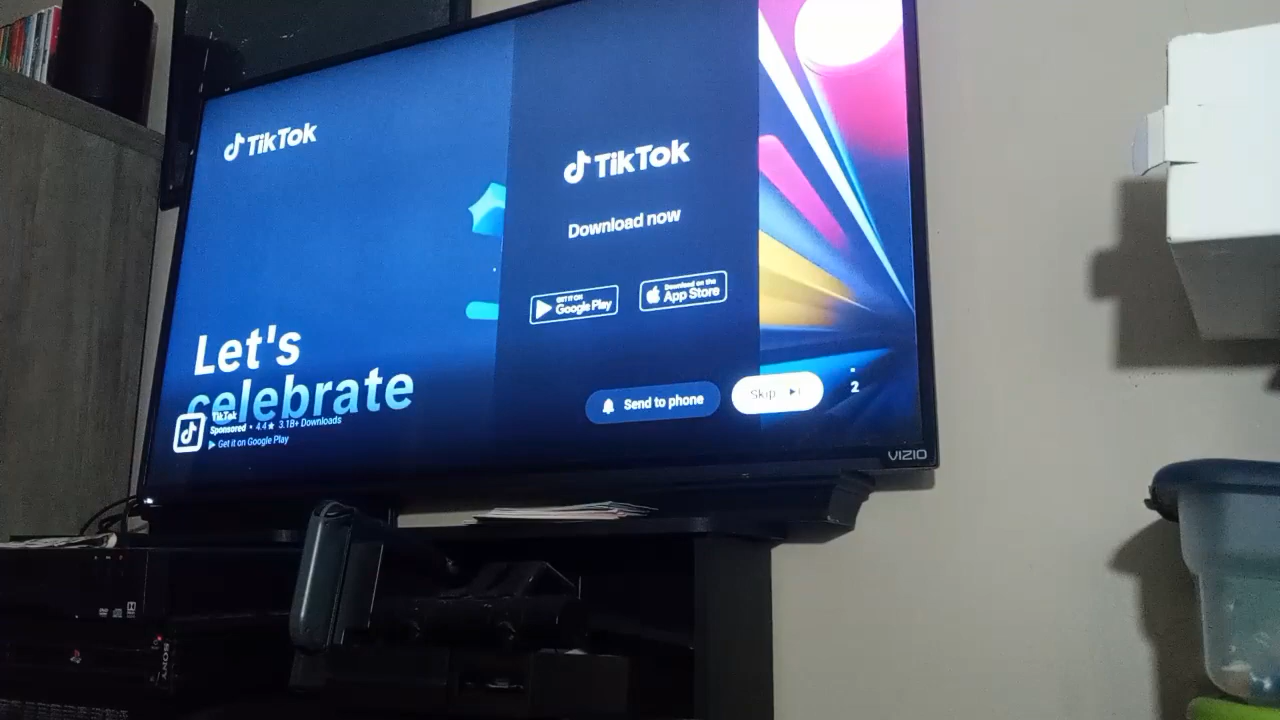 TikTok
Let's
celebrate
TikTok
Sponsored • 4.4★ 3.1B+ Downloads
Get it on Google Play
TikTok
Download now
GET IT ON
Google Play
Download on the
App Store
Send to phone
Skip
2
VIZIO
SONY